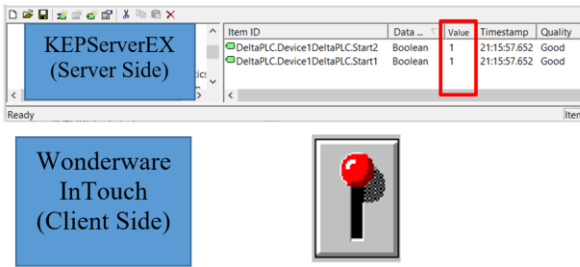 Item ID Data ... Value Timestamp Quality
DeltaPLC.Device1DeltaPLC.Start2 Boolean 1 21:15:57.652 Good
DeltaPLC.Device1DeltaPLC.Start1 Boolean 1 21:15:57.652 Good
KEPServerEX
(Server Side)
Ready
Wonderware
InTouch
(Client Side)